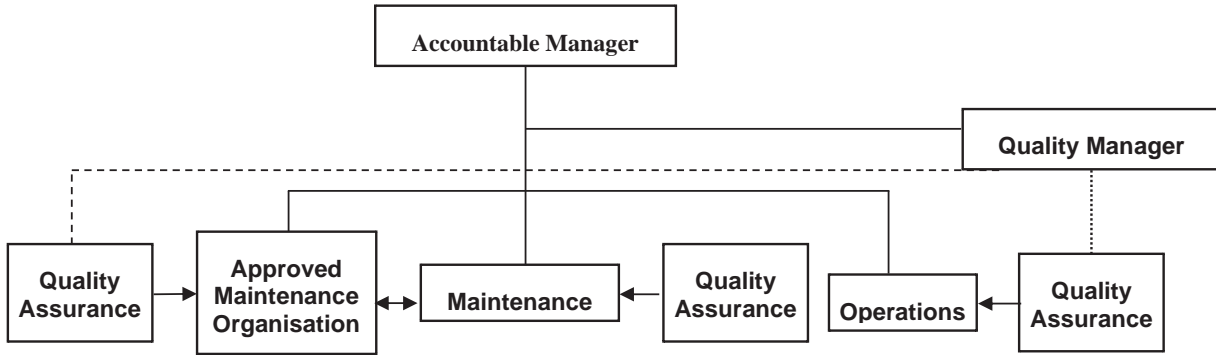 Accountable Manager
Quality Manager
Quality
Assurance
Approved
Maintenance
Organisation
Maintenance
Quality
Assurance
Operations
Quality
Assurance